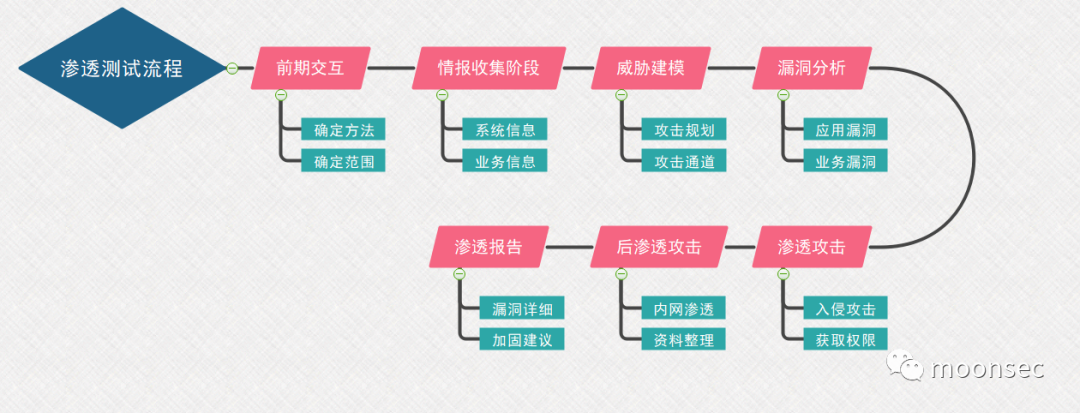 渗透测试流程
前期交互
确定方法
确定范围
情报收集阶段
系统信息
业务信息
威胁建模
攻击规划
攻击通道
漏洞分析
应用漏洞
业务漏洞
渗透攻击
入侵攻击
获取权限
后渗透攻击
内网渗透
资料整理
渗透报告
漏洞详细
加固建议
moonsec